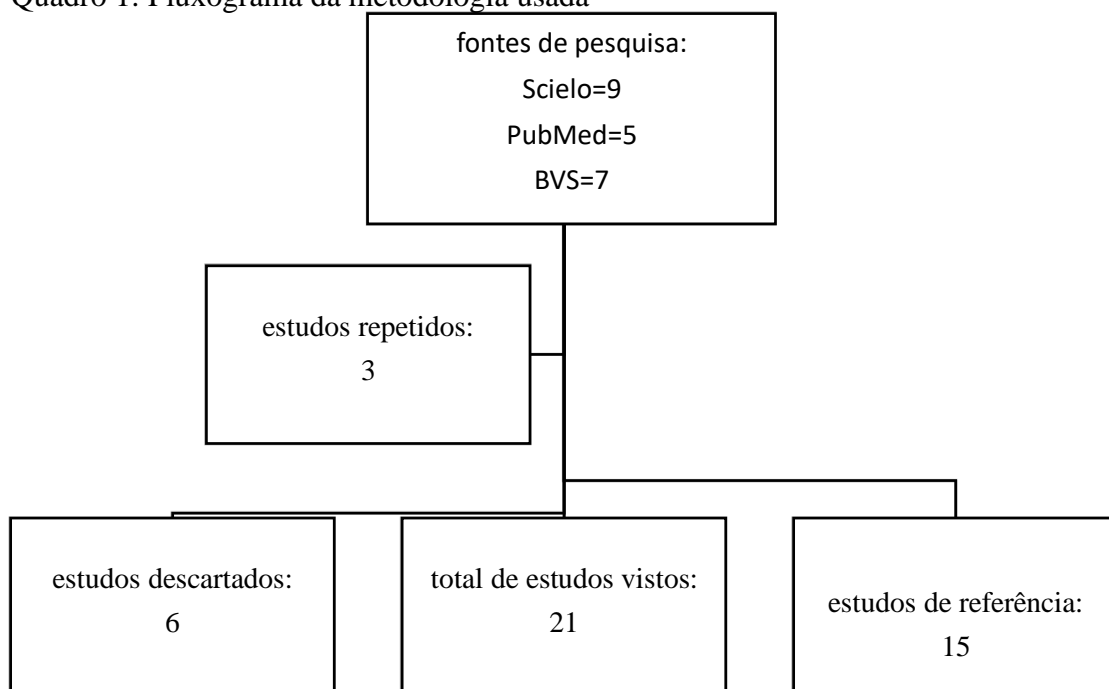 Quadro 1: Fluxograma da metodologia usada
fontes de pesquisa:
Scielo=9
PubMed=5
BVS=7
estudos repetidos:
3
estudos descartados:
6
total de estudos vistos:
21
estudos de referência:
15